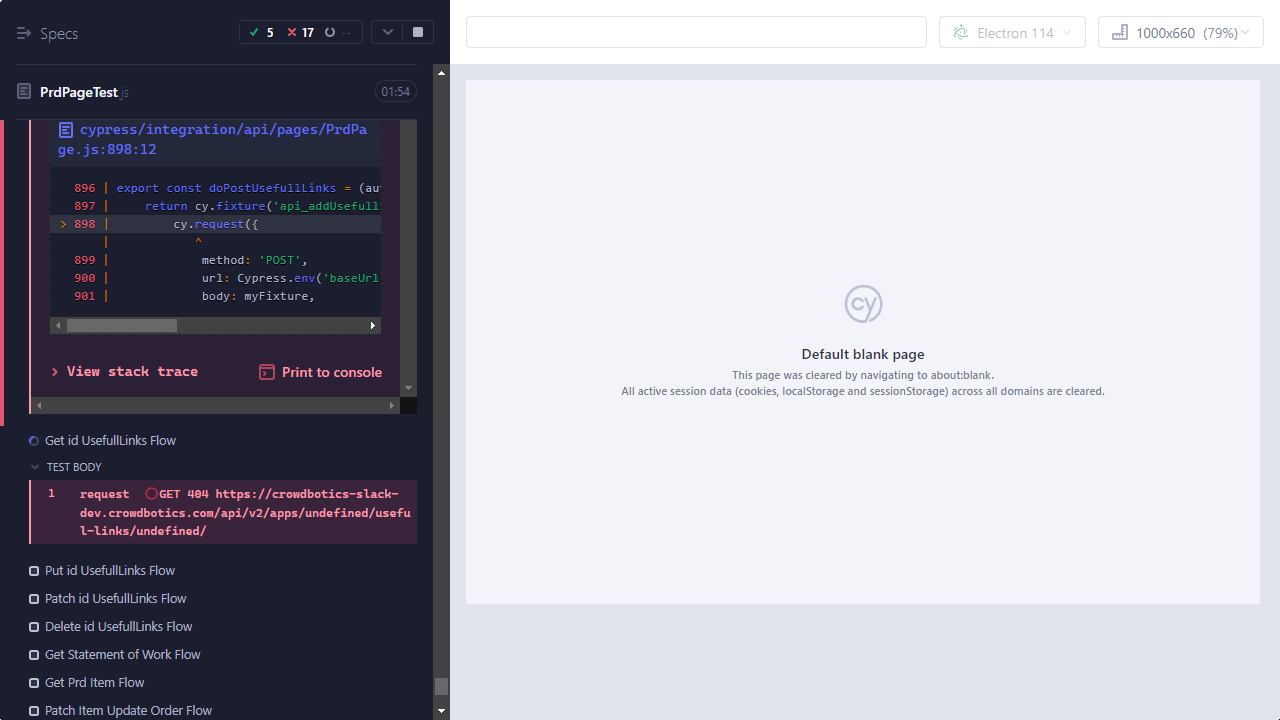 Specs
5
17
--
Electron 114
1000x660 (79%)
PrdPageTest.js
01:54
cypress/integration/api/pages/PrdPa
ge.js:898:12
896 | export const doPostUsefullLinks = (au
897 | return cy.fixture('api_addUsefull
> 898 | cy.request({
| ^
899 | method: 'POST',
900 | url: Cypress.env('baseUrl
901 | body: myFixture,
View stack trace
Print to console
Get id UsefullLinks Flow
TEST BODY
1 request GET 404 https://crowdbotics-slack-
dev.crowdbotics.com/api/v2/apps/undefined/usefu
l-links/undefined/
Put id UsefullLinks Flow
Patch id UsefullLinks Flow
Delete id UsefullLinks Flow
Get Statement of Work Flow
Get Prd Item Flow
Patch Item Update Order Flow
cy
Default blank page
This page was cleared by navigating to about:blank.
All active session data (cookies, localStorage and sessionStorage) across all domains are cleared.